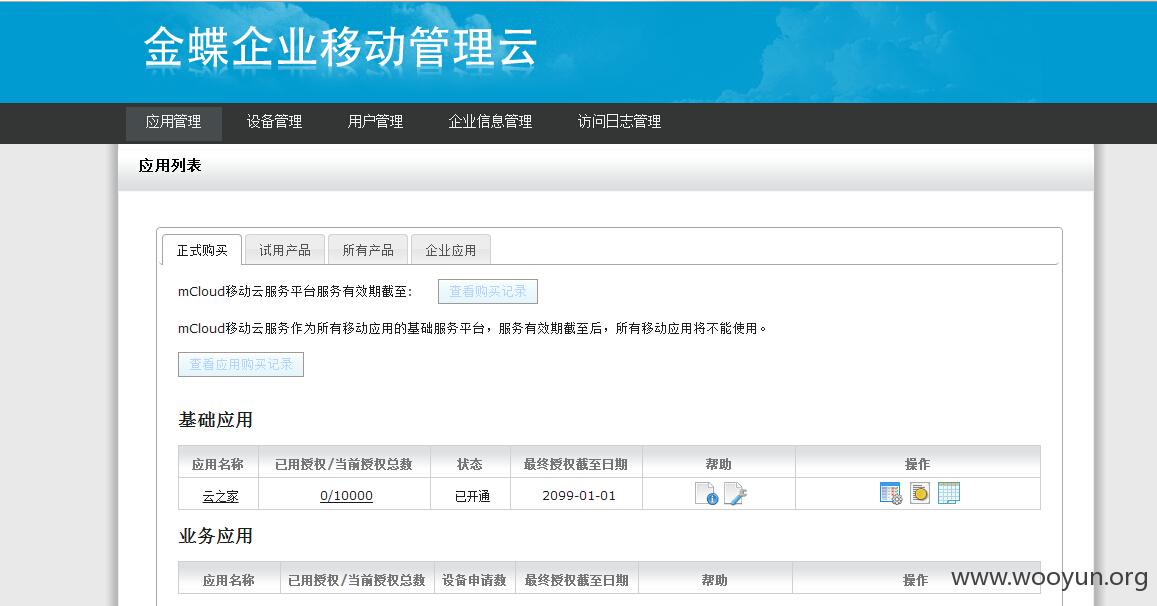 金蝶企业移动管理云
应用管理 设备管理 用户管理 企业信息管理 访问日志管理
应用列表
正式购买 试用产品 所有产品 企业应用
mCloud移动云服务平台服务有效期截至: 查看购买记录
mCloud移动云服务作为所有移动应用的基础服务平台，服务有效期截至后，所有移动应用将不能使用。
查看应用购买记录
基础应用
应用名称 已用授权/当前授权总数 状态 最终授权截至日期 帮助 操作
云之家 0/10000 已开通 2099-01-01
业务应用
应用名称 已用授权/当前授权总数 设备申请数 最终授权截至日期 帮助 操作
www.wooyun.org